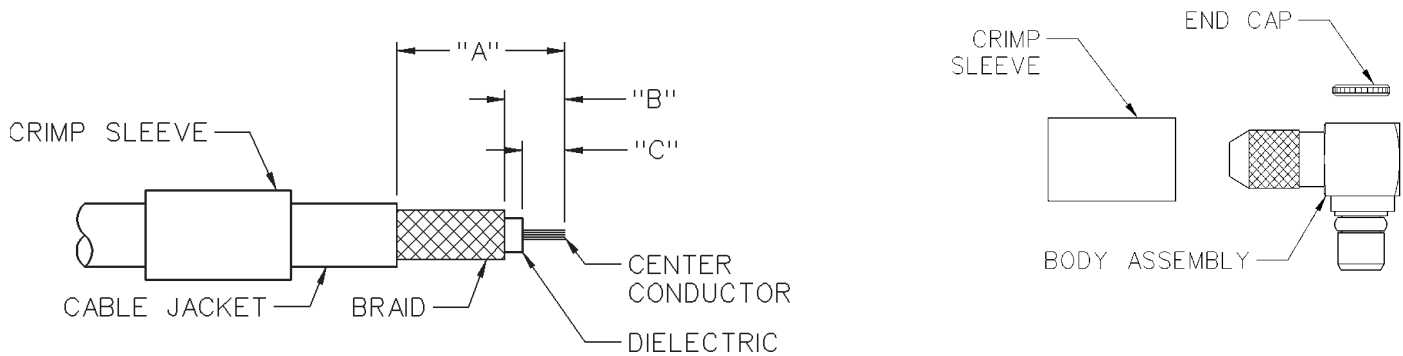 "A"
"B"
"C"
CRIMP SLEEVE
CABLE JACKET
BRAID
CENTER
CONDUCTOR
DIELECTRIC
END CAP
CRIMP
SLEEVE
BODY ASSEMBLY